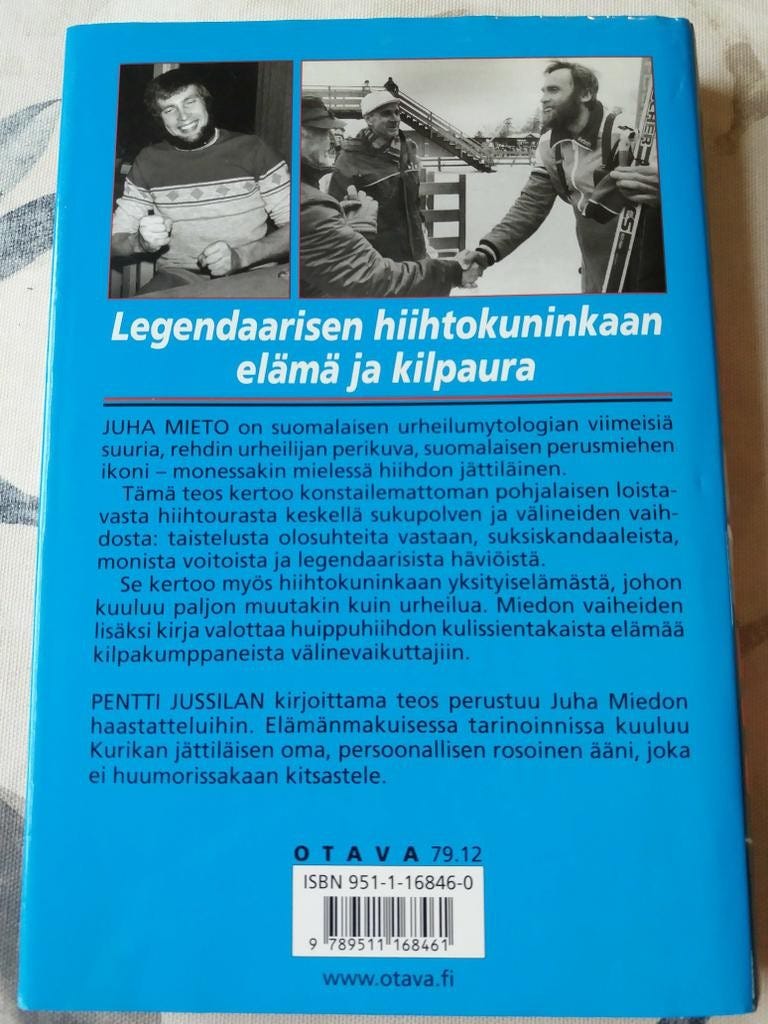 FISCHER
Legendaarisen hiihtokuninkaan
elämä ja kilpaura
JUHA MIETO on suomalaisen urheilumytologian viimeisiä
suuria, rehdin urheilijan perikuva, suomalaisen perusmiehen
ikoni – monessakin mielessä hiihdon jättiläinen.
Tämä teos kertoo konstailemattoman pohjalaisen loista-
vasta hiihtourasta keskellä sukupolven ja välineiden vaih-
dosta: taistelusta olosuhteita vastaan, suksiskandaaleista,
monista voitoista ja legendaarisista häviöistä.
Se kertoo myös hiihtokuninkaan yksityiselämästä, johon
kuuluu paljon muutakin kuin urheilua. Miedon vaiheiden
lisäksi kirja valottaa huippuhiihdon kulissientakaista elämää
kilpakumppaneista välinevaikuttajiin.
PENTTI JUSSILAN kirjoittama teos perustuu Juha Miedon
haastatteluihin. Elämänmakuisessa tarinoinnissa kuuluu
Kurikan jättiläisen oma, persoonallisen rosoinen ääni, joka
ei huumorissakaan kitsastele.
OTAVA 79.12
ISBN 951-1-16846-0
9 789511 168461
www.otava.fi